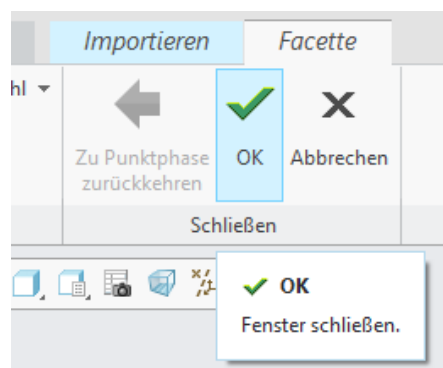 Importieren Facette
hl
Zu Punktphase
zurückkehren
OK
Abbrechen
Schließen
OK
Fenster schließen.